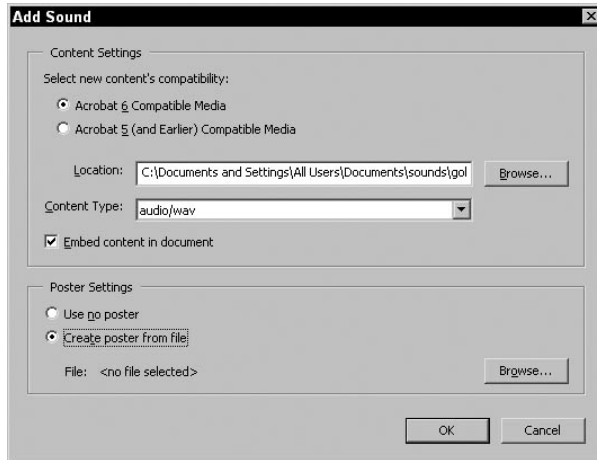 Add Sound
Content Settings
Select new content's compatibility:
Acrobat 6 Compatible Media
Acrobat 5 (and Earlier) Compatible Media
Location: C:\Documents and Settings\All Users\Documents\sounds\gol Browse...
Content Type: audio/wav
Embed content in document
Poster Settings
Use no poster
Create poster from file
File: <no file selected> Browse...
OK Cancel